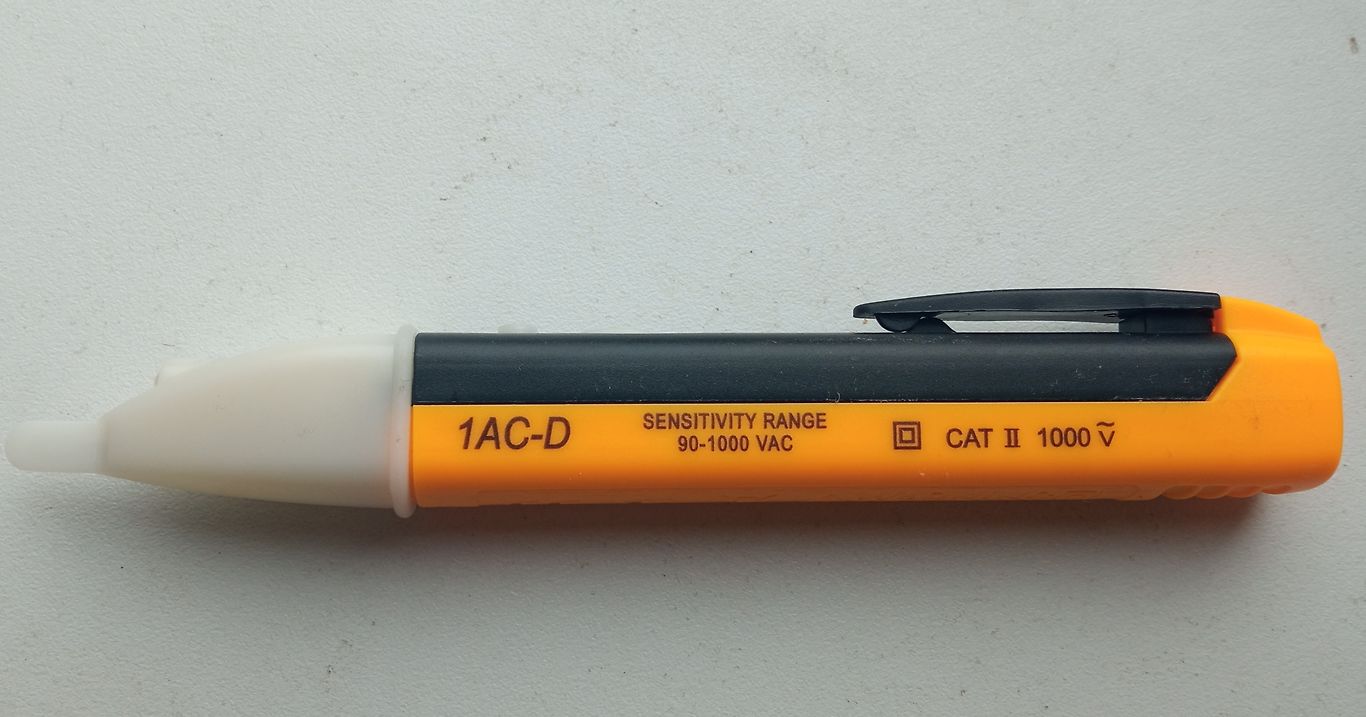 1AC-D
SENSITIVITY RANGE
90-1000 VAC
CAT II 1000 V